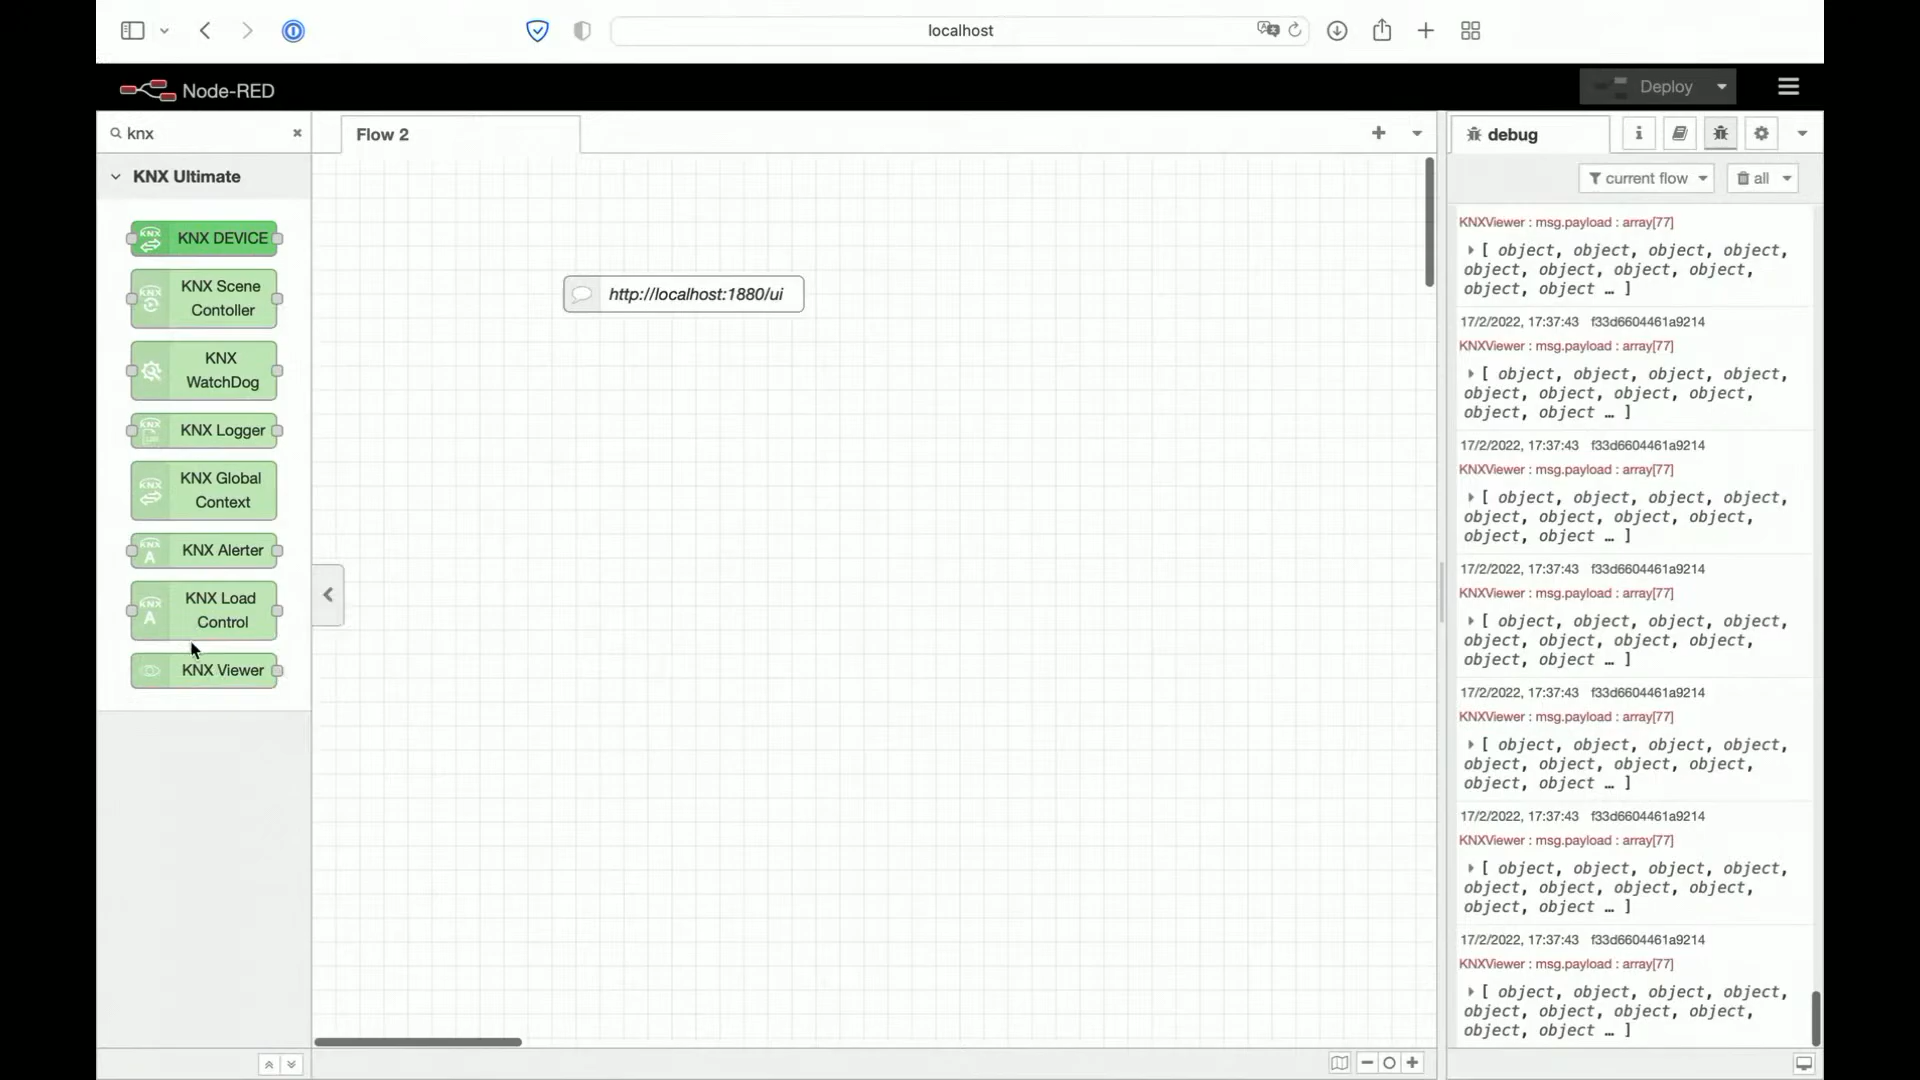 localhost
Node-RED
Deploy
knx
KNX Ultimate
KNX DEVICE
KNX Scene
Contoller
KNX
WatchDog
KNX Logger
KNX Global
Context
KNX Alerter
KNX Load
Control
KNX Viewer
Flow 2
http://localhost:1880/ui
debug
current flow
all
KNXViewer : msg.payload : array[77]
[ object, object, object, object,
object, object, object, object,
object, object … ]
17/2/2022, 17:37:43 f33d6604461a9214
KNXViewer : msg.payload : array[77]
[ object, object, object, object,
object, object, object, object,
object, object … ]
17/2/2022, 17:37:43 f33d6604461a9214
KNXViewer : msg.payload : array[77]
[ object, object, object, object,
object, object, object, object,
object, object … ]
17/2/2022, 17:37:43 f33d6604461a9214
KNXViewer : msg.payload : array[77]
[ object, object, object, object,
object, object, object, object,
object, object … ]
17/2/2022, 17:37:43 f33d6604461a9214
KNXViewer : msg.payload : array[77]
[ object, object, object, object,
object, object, object, object,
object, object … ]
17/2/2022, 17:37:43 f33d6604461a9214
KNXViewer : msg.payload : array[77]
[ object, object, object, object,
object, object, object, object,
object, object … ]
17/2/2022, 17:37:43 f33d6604461a9214
KNXViewer : msg.payload : array[77]
[ object, object, object, object,
object, object, object, object,
object, object … ]